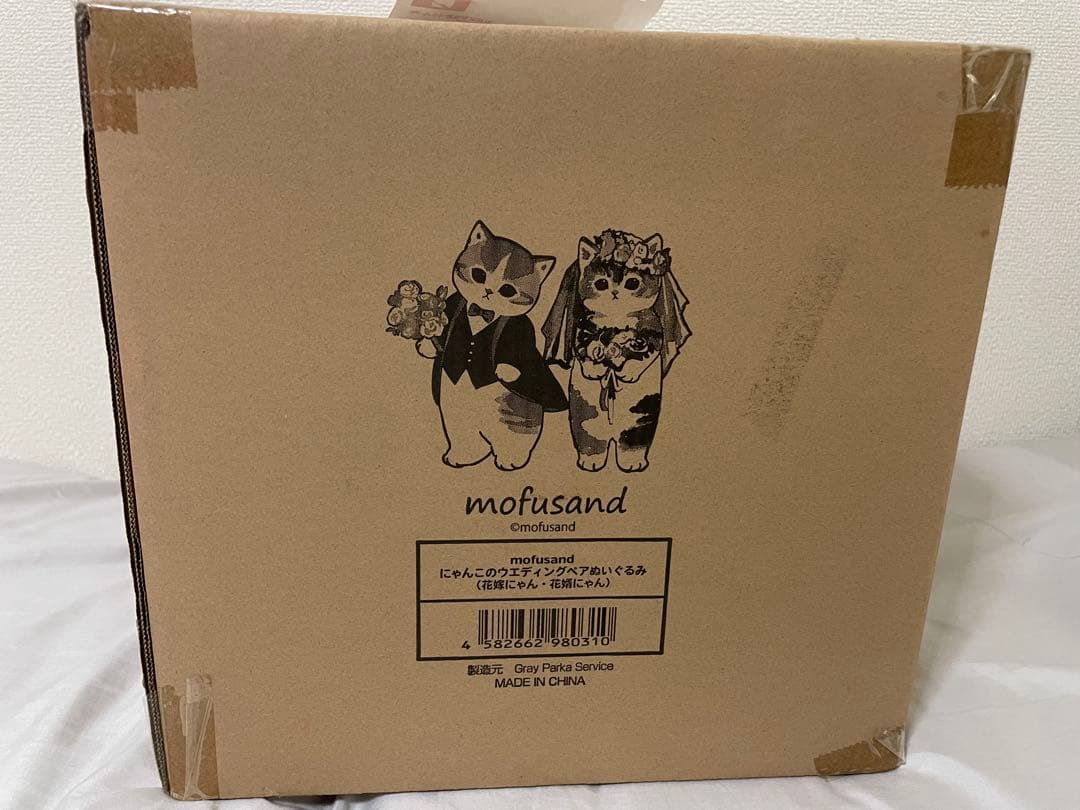 mofusand
©mofusand
mofusand
にゃんこのウエディングペアぬいぐるみ
（花嫁にゃん・花婿にゃん）
4 582662 980310
製造元 Gray Parka Service
MADE IN CHINA